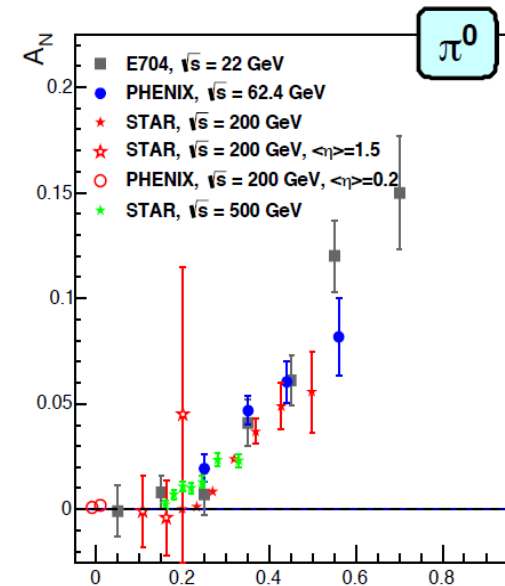 π⁰
A_N
0.2
0.15
0.1
0.05
0
E704, √s = 22 GeV
PHENIX, √s = 62.4 GeV
STAR, √s = 200 GeV
STAR, √s = 200 GeV, <η>=1.5
PHENIX, √s = 200 GeV, <η>=0.2
STAR, √s = 500 GeV
0 0.2 0.4 0.6 0.8